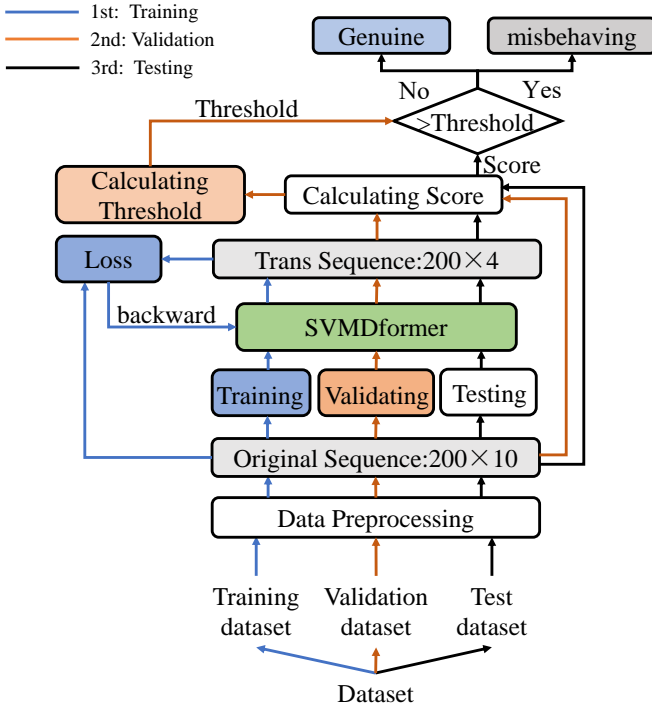 1st: Training
2nd: Validation
3rd: Testing
Genuine
misbehaving
No
Yes
Threshold
>Threshold
Score
Calculating
Threshold
Calculating Score
Loss
Trans Sequence:200×4
backward
SVMDformer
Training
Validating
Testing
Original Sequence:200×10
Data Preprocessing
Training
dataset
Validation
dataset
Test
dataset
Dataset